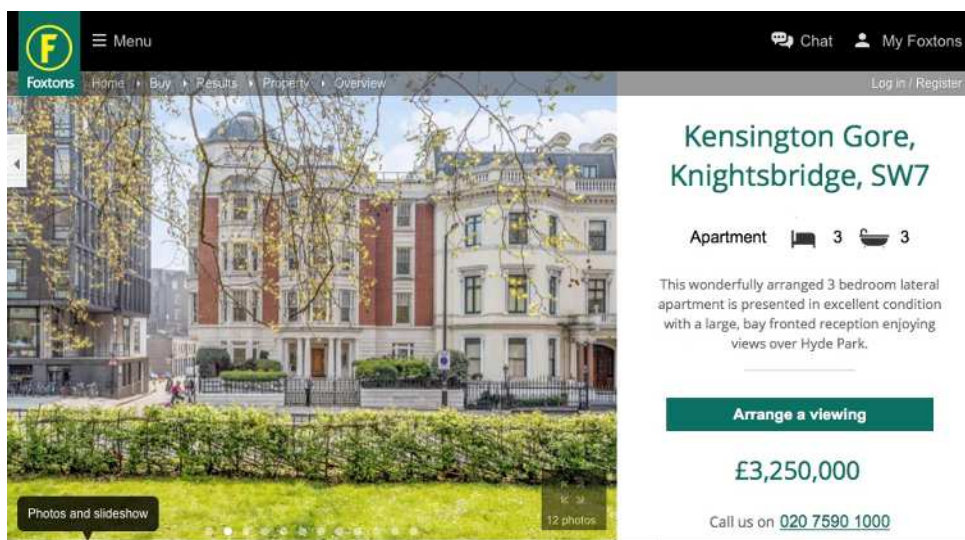 F
Foxtons
Menu
Chat
My Foxtons
Home
Buy
Results
Property
Overview
Log in / Register
Kensington Gore,
Knightsbridge, SW7
Apartment 3 3
This wonderfully arranged 3 bedroom lateral
apartment is presented in excellent condition
with a large, bay fronted reception enjoying
views over Hyde Park.
Arrange a viewing
£3,250,000
Call us on 020 7590 1000
Photos and slideshow
12 photos